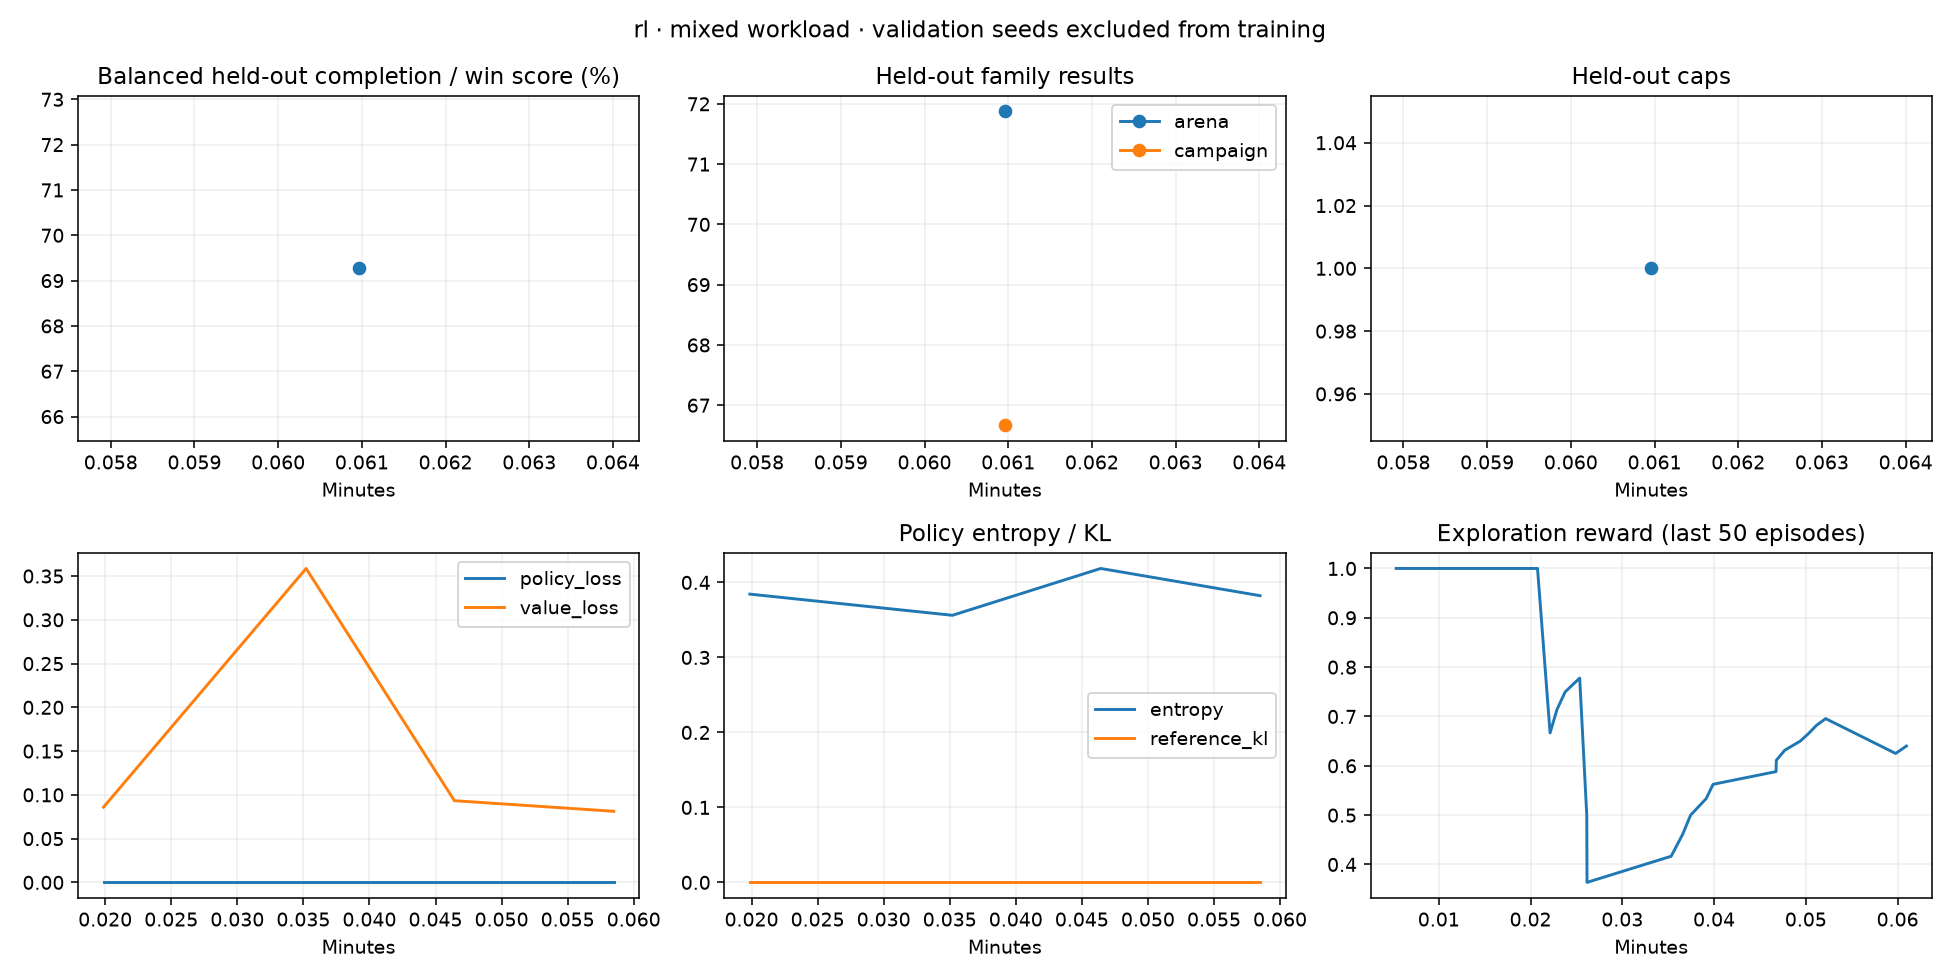 rl · mixed workload · validation seeds excluded from training
Balanced held-out completion / win score (%)
73
72
71
70
69
68
67
66
0.058 0.059 0.060 0.061 0.062 0.063 0.064
Minutes
Held-out family results
arena
campaign
72
71
70
69
68
67
0.058 0.059 0.060 0.061 0.062 0.063 0.064
Minutes
Held-out caps
1.04
1.02
1.00
0.98
0.96
0.058 0.059 0.060 0.061 0.062 0.063 0.064
Minutes
policy_loss
value_loss
0.35
0.30
0.25
0.20
0.15
0.10
0.05
0.00
0.020 0.025 0.030 0.035 0.040 0.045 0.050 0.055 0.060
Minutes
Policy entropy / KL
0.4
0.3
0.2
0.1
0.0
entropy
reference_kl
0.020 0.025 0.030 0.035 0.040 0.045 0.050 0.055 0.060
Minutes
Exploration reward (last 50 episodes)
1.0
0.9
0.8
0.7
0.6
0.5
0.4
0.01 0.02 0.03 0.04 0.05 0.06
Minutes